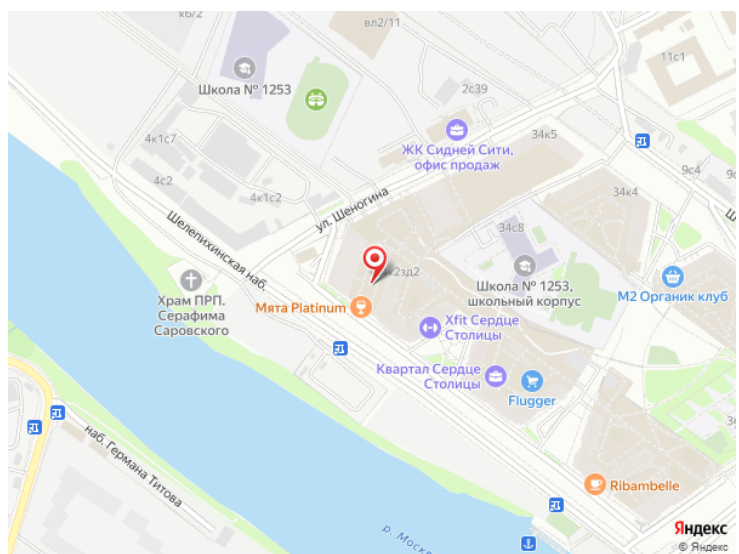 к6/2
вл2/11
11с1
Школа № 1253
2с39
4к1с7
ЖК Сидней Сити,
офис продаж
34к5
9с4
4с2
4к1с2
34к4
ул. Шеногина
34с8
Шелепихинская наб.
Школа № 1253,
школьный корпус
М2 Органик клуб
Храм ПРП.
Серафима
Саровского
Мята Platinum
Xfit Сердце
Столицы
Квартал Сердце
Столицы
Flugger
наб. Германа Титова
Ribambelle
р. Моск
Яндекс
© Яндекс